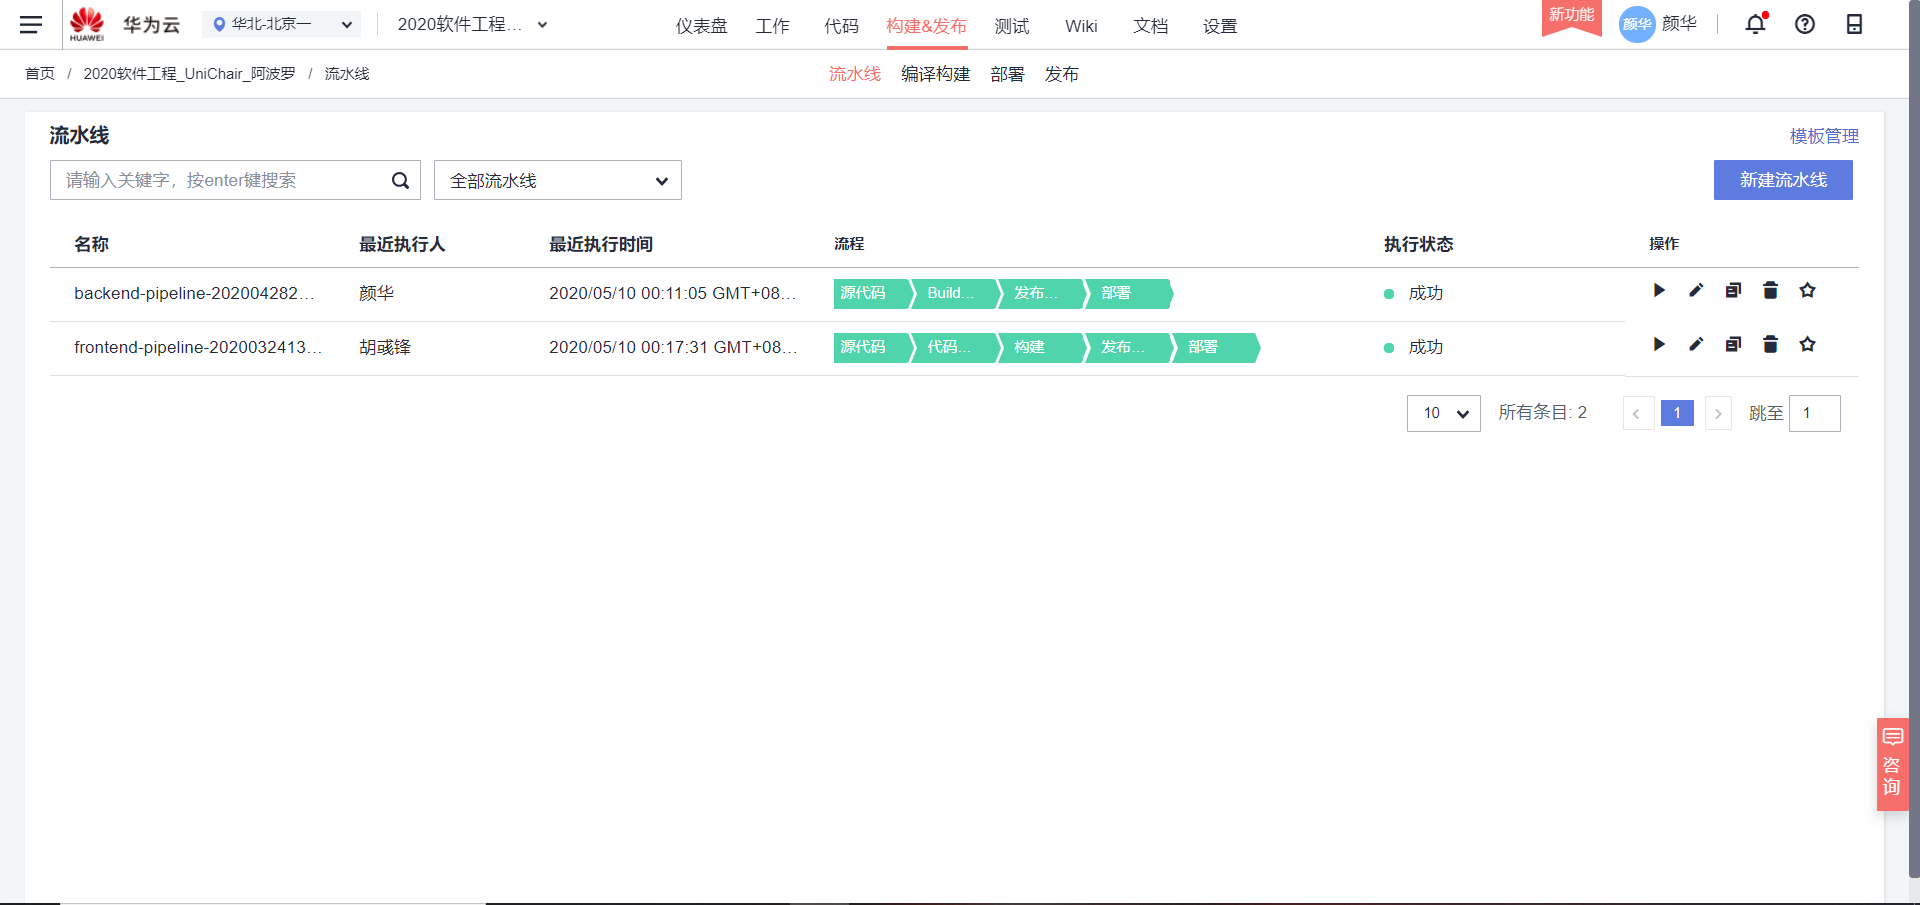 HUAWEI 华为云 华北-北京一 2020软件工程... 仪表盘 工作 代码 构建&发布 测试 Wiki 文档 设置 新功能 颜华 颜华
首页 / 2020软件工程_UniChair_阿波罗 / 流水线 流水线 编译构建 部署 发布
流水线 模板管理
请输入关键字，按enter键搜索 全部流水线 新建流水线
名称 最近执行人 最近执行时间 流程 执行状态 操作
backend-pipeline-202004282... 颜华 2020/05/10 00:11:05 GMT+08... 源代码 Build... 发布... 部署 成功
frontend-pipeline-2020032413... 胡彧锋 2020/05/10 00:17:31 GMT+08... 源代码 代码... 构建 发布... 部署 成功
10 所有条目: 2 < 1 > 跳至 1
咨询